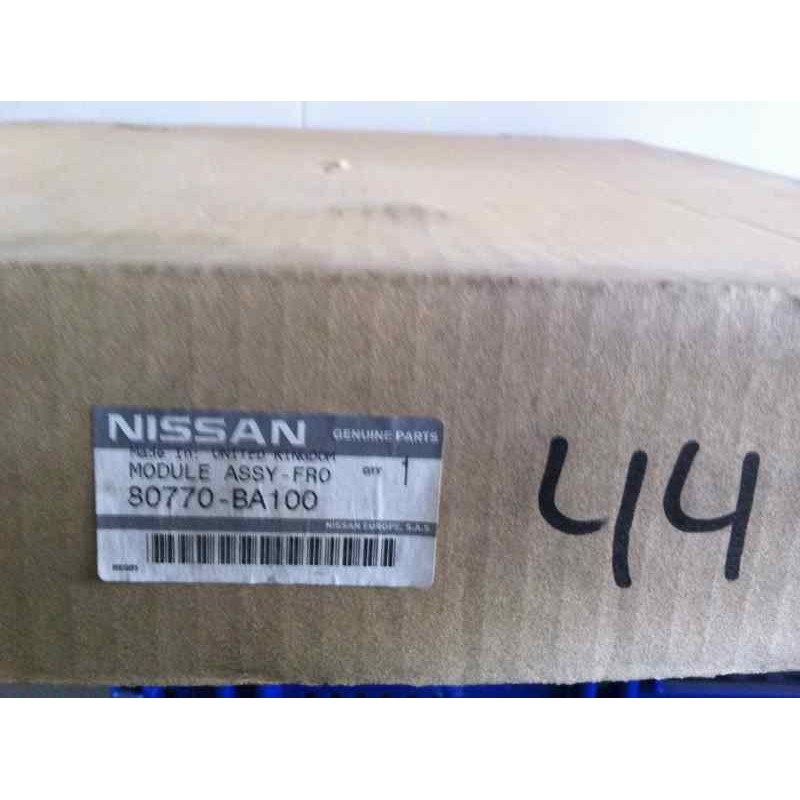 NISSAN GENUINE PARTS
Made in: UNITED KINGDOM
MODULE ASSY-FRO QTY 1
80770-BA100
NISSAN EUROPE, S.A.S
44